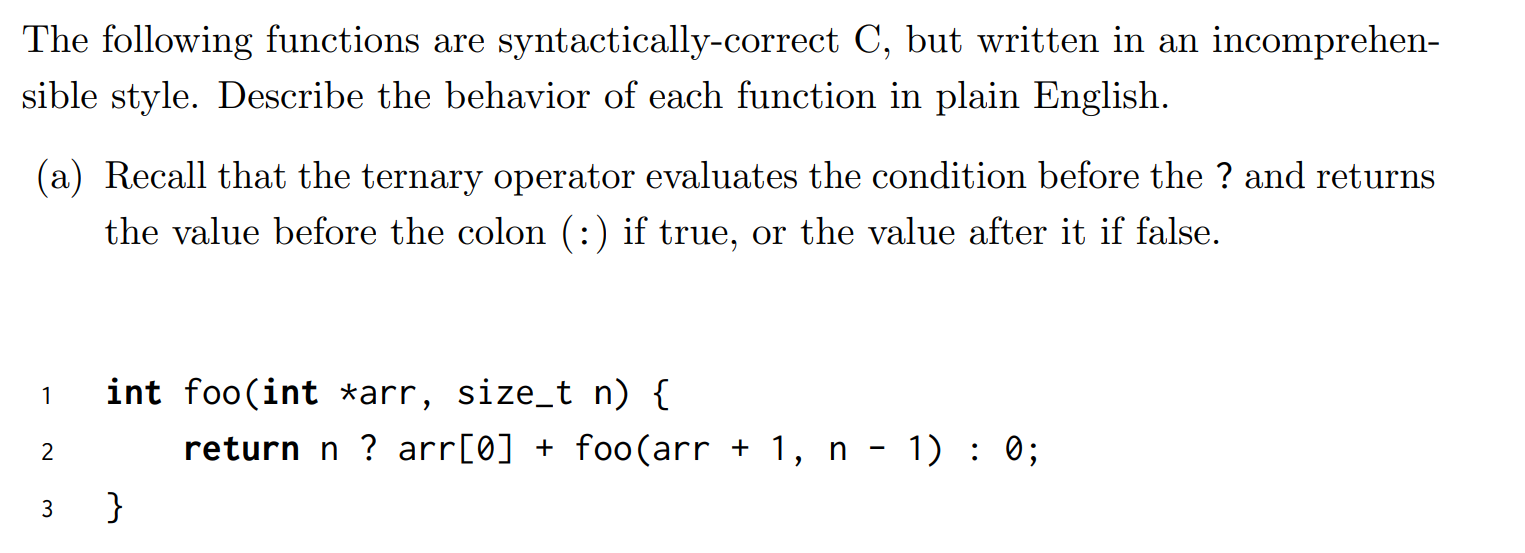 The following functions are syntactically-correct C, but written in an incomprehen-
sible style. Describe the behavior of each function in plain English.
(a) Recall that the ternary operator evaluates the condition before the ? and returns
the value before the colon (:) if true, or the value after it if false.
1 int foo(int *arr, size_t n) {
2 return n ? arr[0] + foo(arr + 1, n - 1) : 0;
3 }